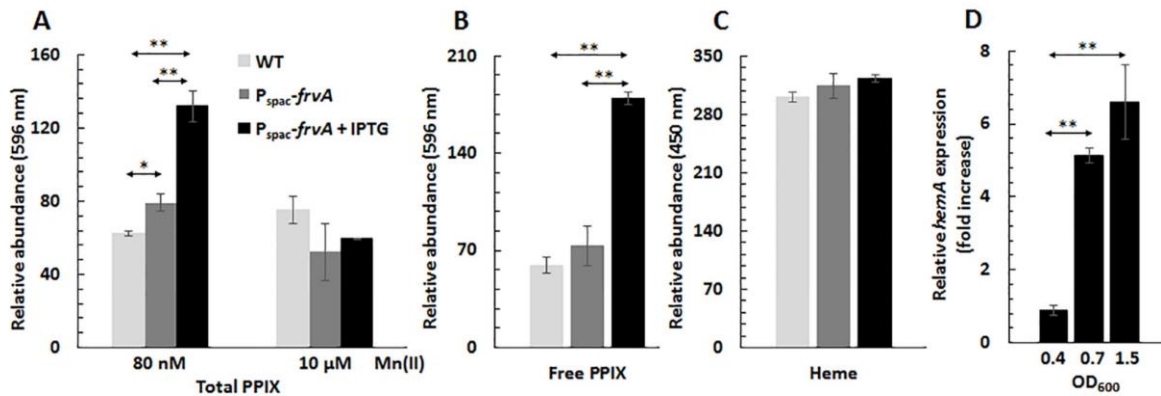 A
Relative abundance (596 nm)
160
120
80
40
0
**
**
*
WT
Pspac-frvA
Pspac-frvA + IPTG
80 nM
10 µM
Mn(II)
Total PPIX
B
Relative abundance (596 nm)
210
140
70
0
**
**
Free PPIX
C
Relative abundance (450 nm)
350
280
210
140
70
0
Heme
D
Relative hemA expression
(fold increase)
8
6
4
2
0
**
**
0.4 0.7 1.5
OD600